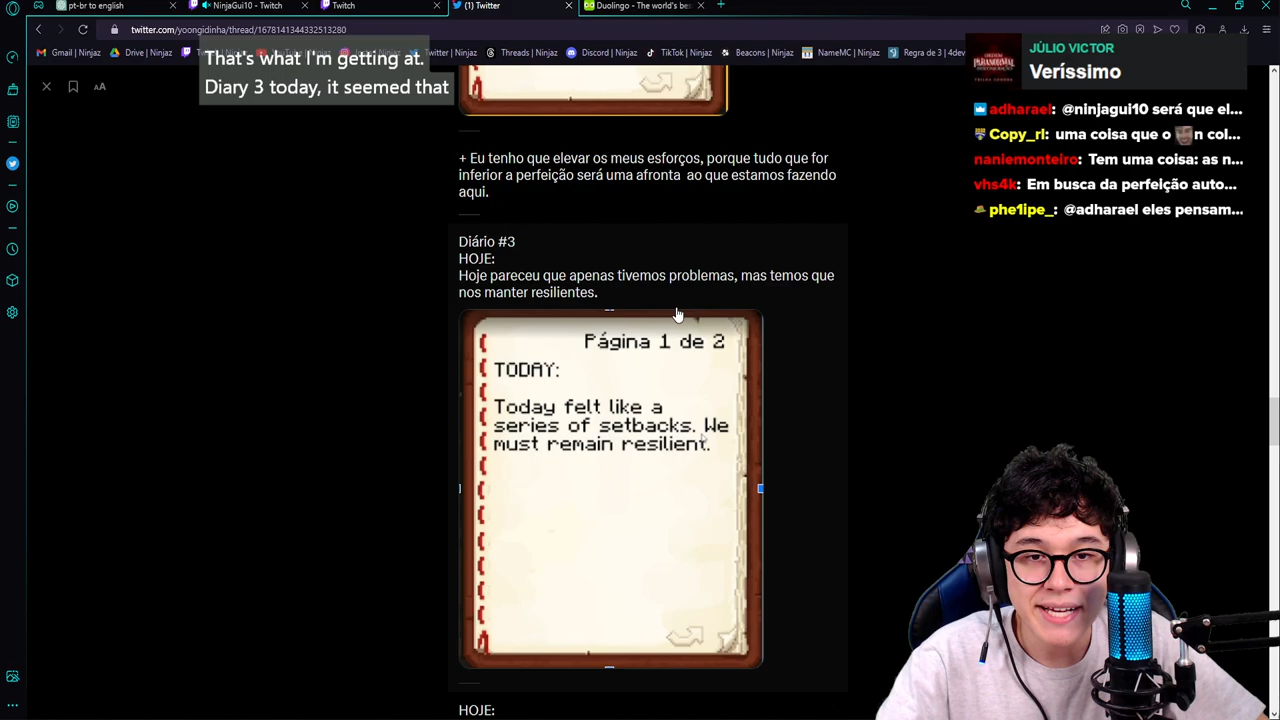 pt-br to english
NinjaGui10 - Twitch
Twitch
(1) Twitter
Duolingo - The world's bes
twitter.com/yoongidinha/thread/1678141344332513280
Gmail | Ninjaz
Drive | Ninjaz
Twitter | Ninjaz
Threads | Ninjaz
Discord | Ninjaz
TikTok | Ninjaz
Beacons | Ninjaz
NameMC | Ninjaz
Regra de 3 | 4dev
That's what I'm getting at.
Diary 3 today, it seemed that
JÚLIO VICTOR
Veríssimo
adharael: @ninjagui10 será que el...
Copy_rl: uma coisa que o n col...
naniemonteiro: Tem uma coisa: as n...
vhs4k: Em busca da perfeIção auto...
phe1ipe_: @adharael eles pensam...
+ Eu tenho que elevar os meus esforços, porque tudo que for
inferior a perfeição será uma afronta ao que estamos fazendo
aqui.
Diário #3
HOJE:
Hoje pareceu que apenas tivemos problemas, mas temos que
nos manter resilientes.
Página 1 de 2
TODAY:
Today felt like a
series of setbacks. We
must remain resilient.
HOJE: